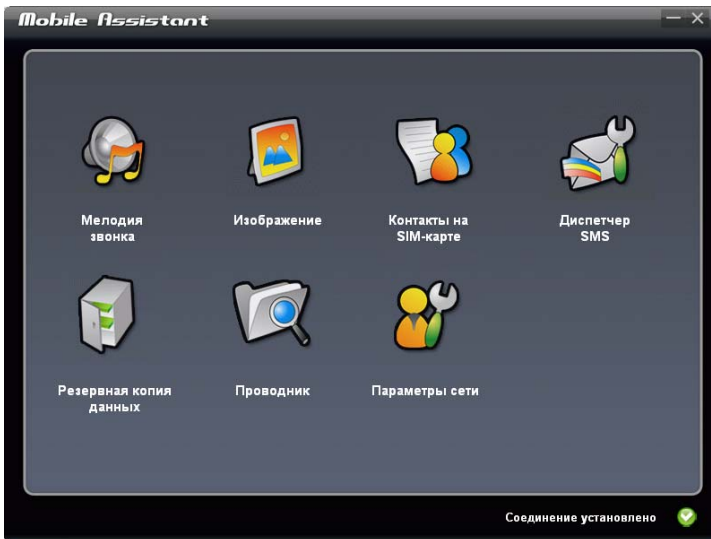 Mobile Assistant
Мелодия
звонка
Изображение
Контакты на
SIM-карте
Диспетчер
SMS
Резервная копия
данных
Проводник
Параметры сети
Соединение установлено